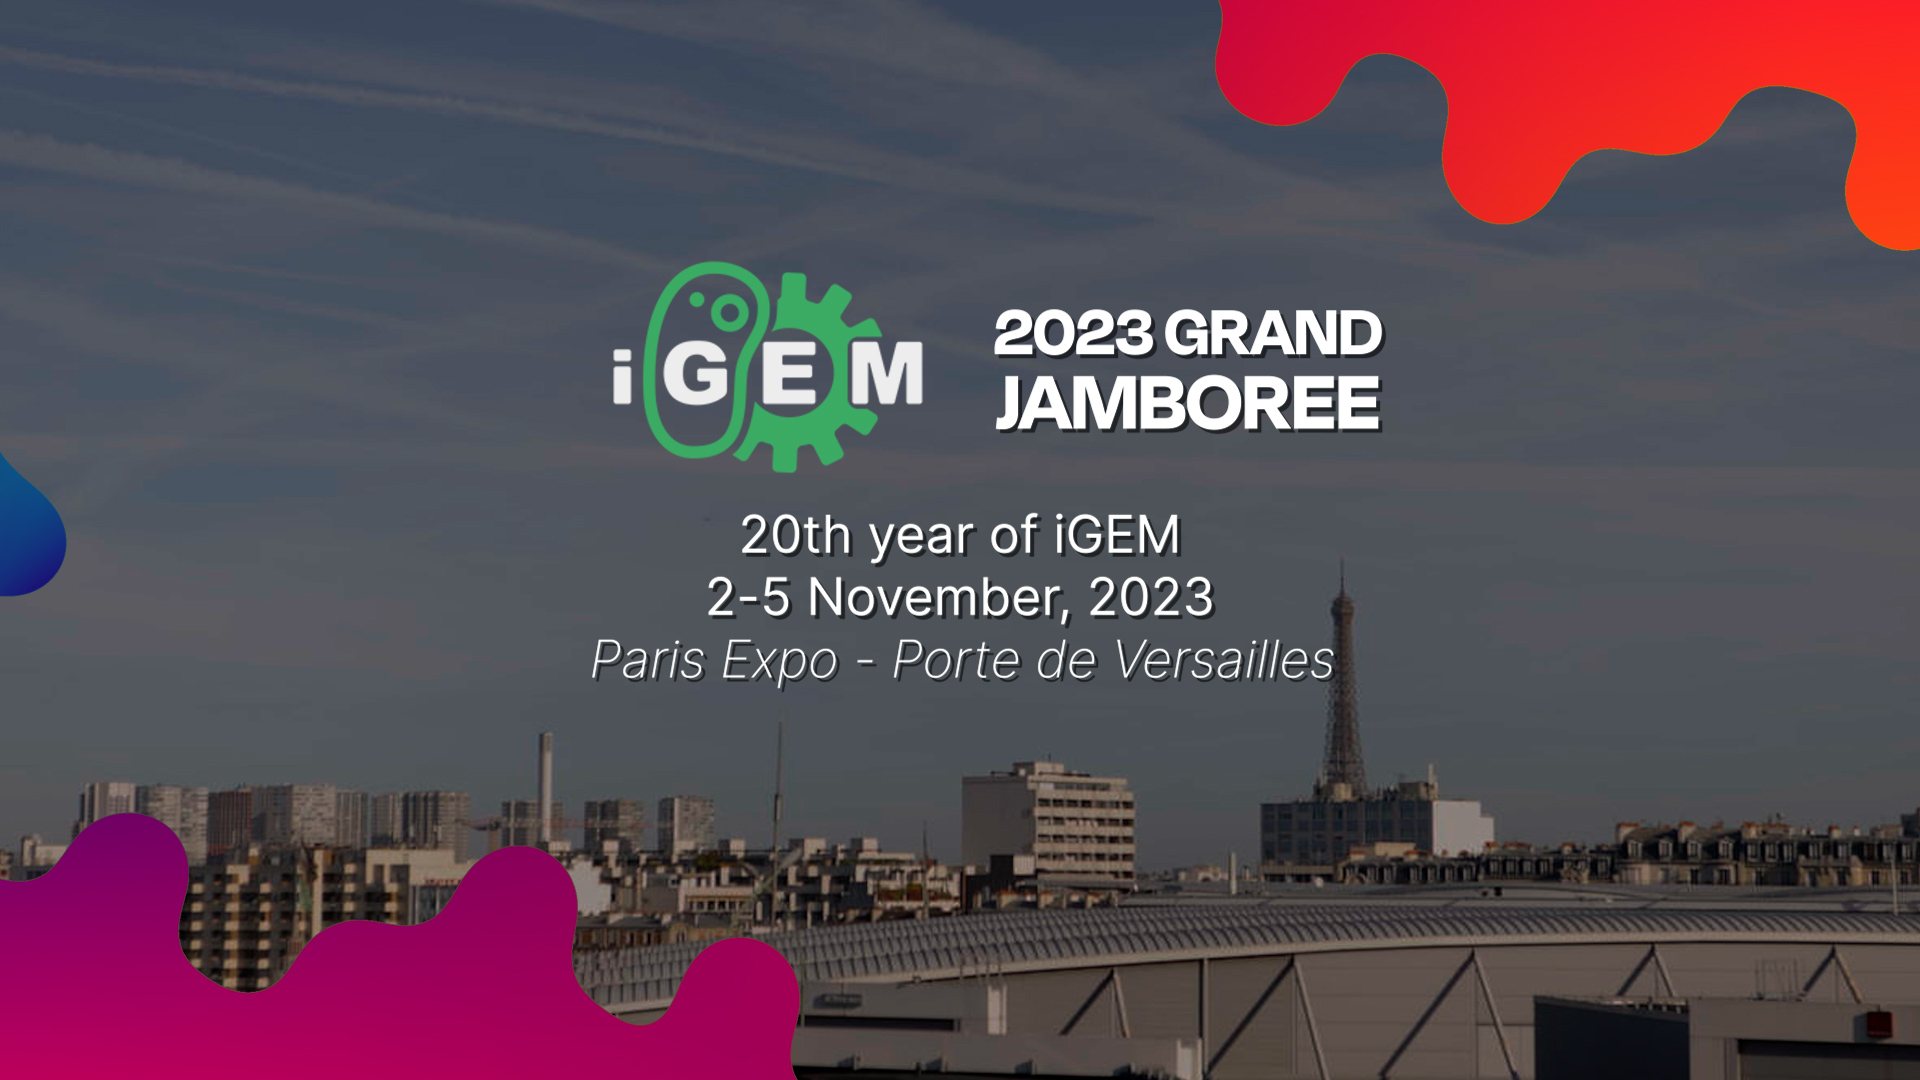 iGEM
2023 GRAND
JAMBOREE
20th year of iGEM
2-5 November, 2023
Paris Expo - Porte de Versailles